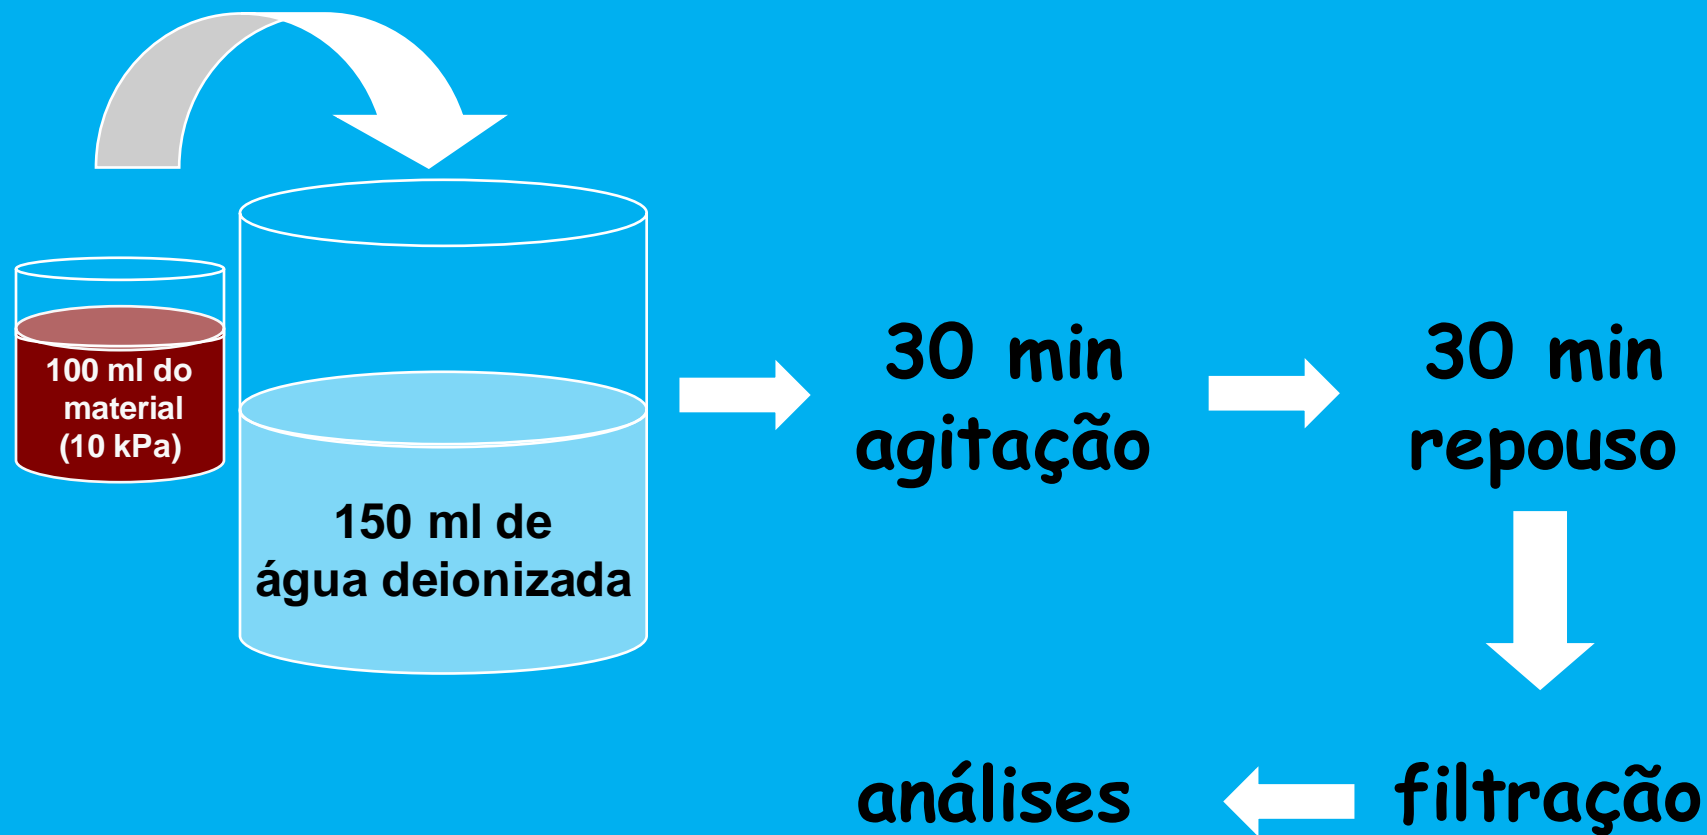 100 ml do
material
(10 kPa)
150 ml de
água deionizada
30 min
agitação
30 min
repouso
filtração
análises